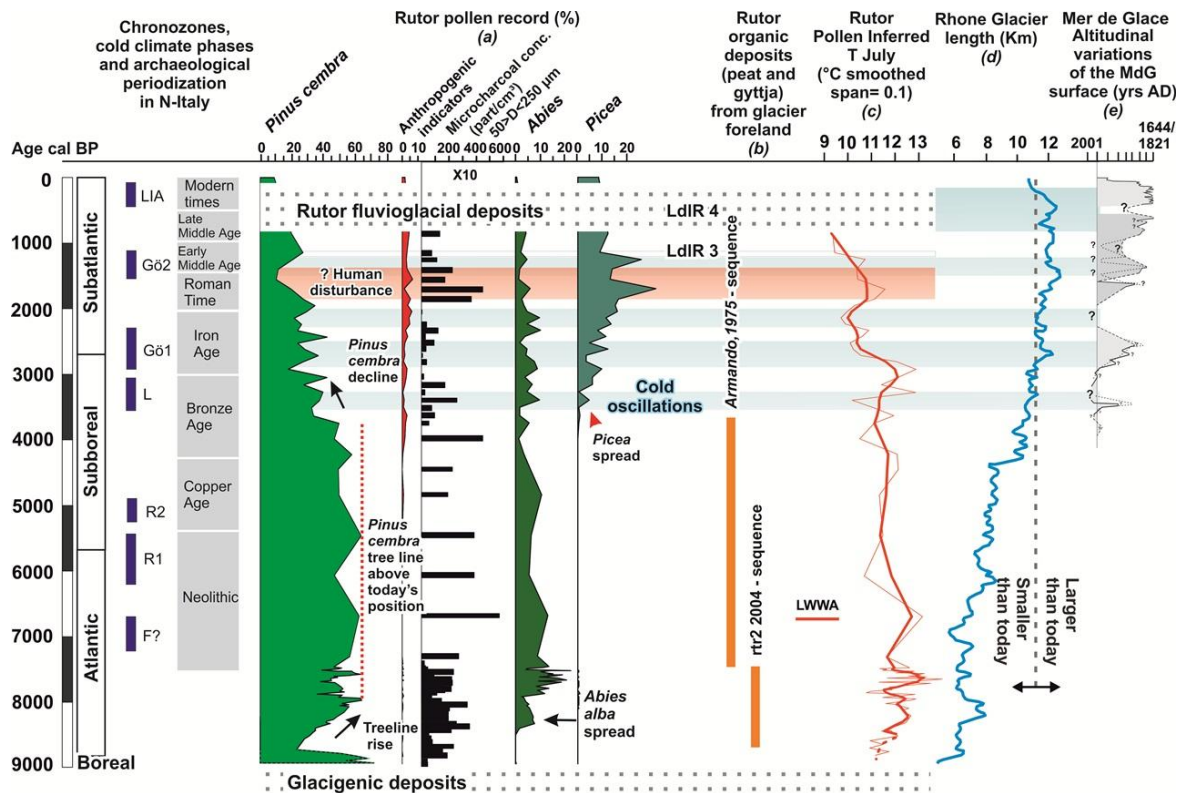 Chronozones,
cold climate phases
and archaeological
periodization
in N-Italy
Rutor pollen record (%)
(a)
Pinus cembra
Anthropogenic
indicators
Microcharcoal conc.
(part/cm³)
50>D<250 µm
Abies
Picea
Rutor
organic
deposits
(peat and
gyttja)
from glacier
foreland
(b)
Rutor
Pollen Inferred
T July
(°C smoothed
span= 0.1)
(c)
Rhone Glacier
length (Km)
(d)
Mer de Glace
Altitudinal
variations
of the MdG
surface (yrs AD)
(e)
1644/
2001 1821
Age cal BP
0 20 40 60
0 10
0 200 400 600
X10
0 10 20
0 10 20
9 10 11 12 13
6 8 10 12
0
1000
2000
3000
4000
5000
6000
7000
8000
9000
Subatlantic
Subboreal
Atlantic
Boreal
LIA
Gö2
Gö1
L
R2
R1
F?
Modern
times
Late
Middle Age
Early
Middle Age
Roman
Time
Iron
Age
Bronze
Age
Copper
Age
Neolithic
Rutor fluvioglacial deposits
LdIR 4
LdIR 3
? Human
disturbance
Pinus
cembra
decline
Cold
oscillations
Picea
spread
Pinus
cembra
tree line
above
today's
position
Treeline
rise
Abies
alba
spread
Glacigenic deposits
Armando,1975 - sequence
rtr2 2004 - sequence
LWWA
Smaller
than today
Larger
than today
?
?
?
?
?
?
?
?
?
?
?
?